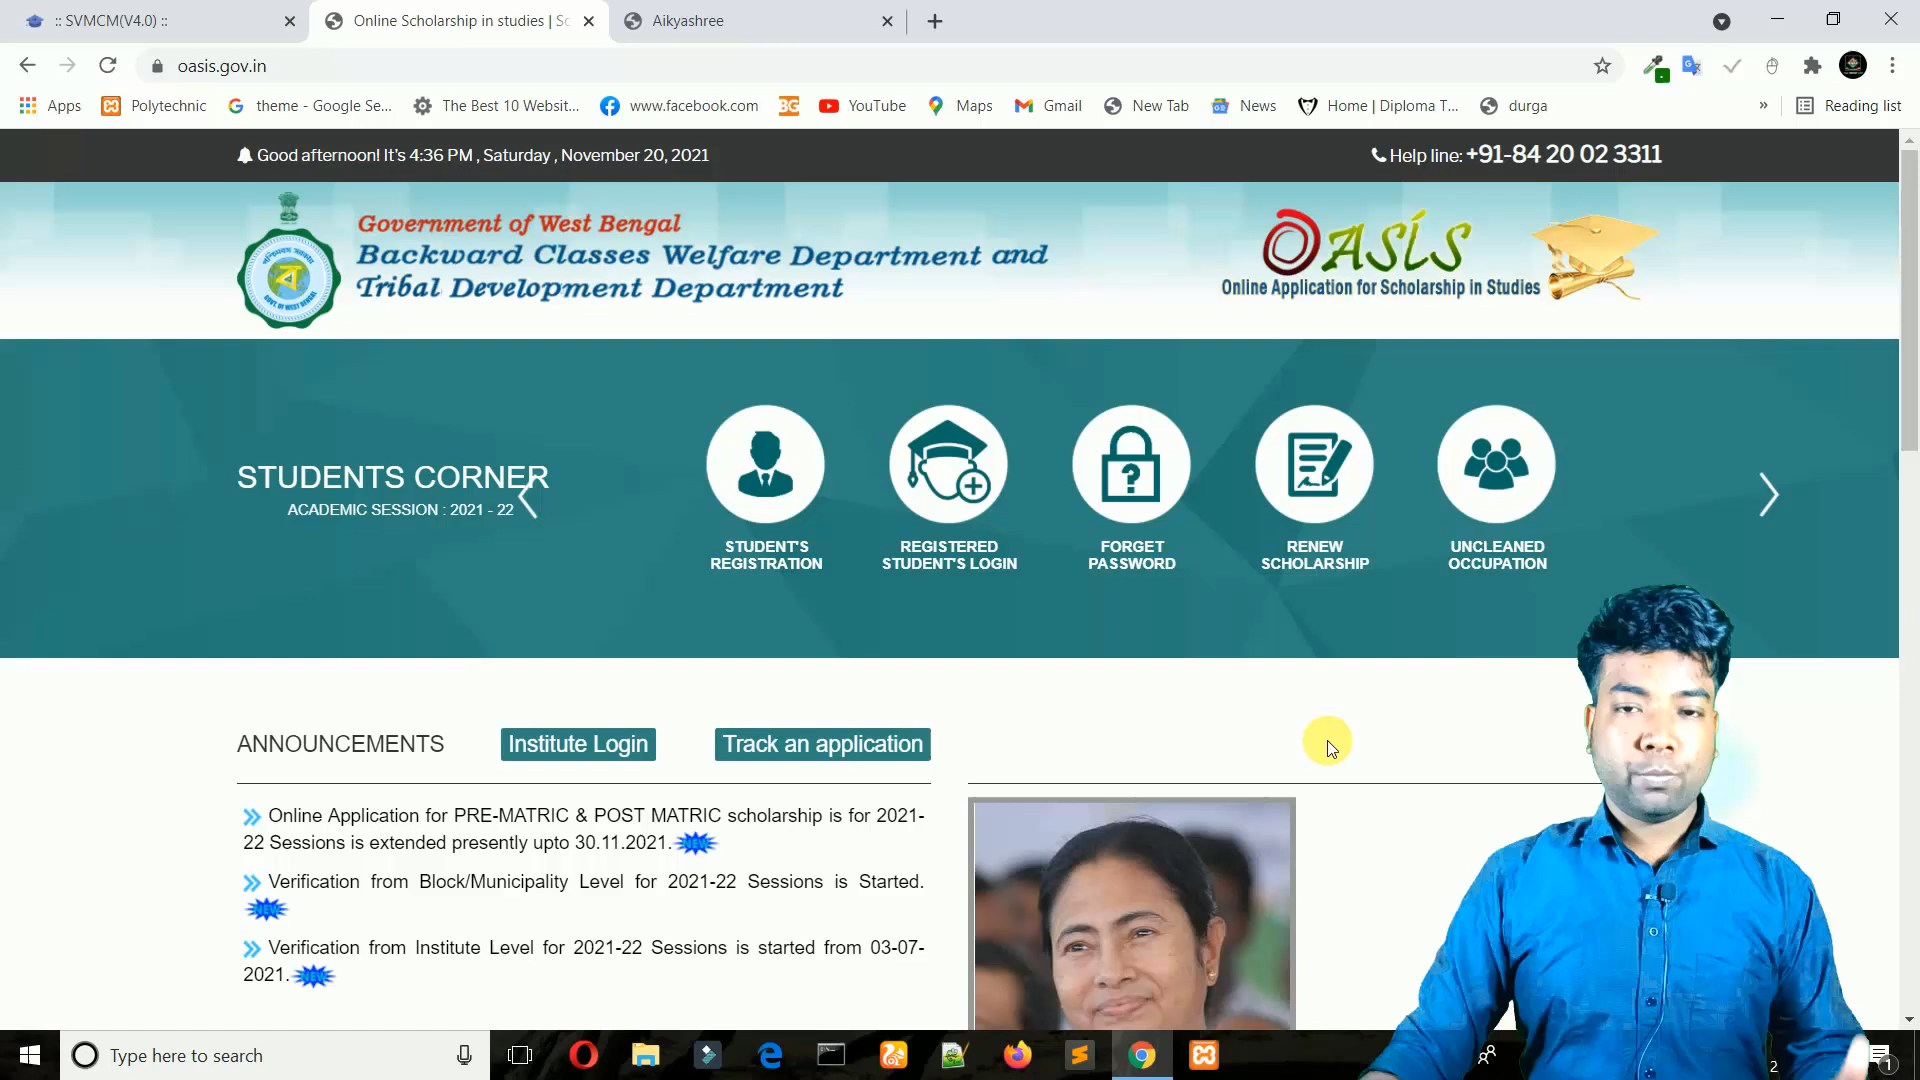 :: SVMCM(V4.0) ::
Online Scholarship in studies | Sc
Aikyashree
oasis.gov.in
Apps
Polytechnic
theme - Google Se...
The Best 10 Websit...
www.facebook.com
BG
YouTube
Maps
Gmail
New Tab
News
Home | Diploma T...
durga
»
Reading list
Good afternoon! It's 4:36 PM , Saturday , November 20, 2021
Help line: +91-84 20 02 3311
Government of West Bengal
Backward Classes Welfare Department and
Tribal Development Department
OASIS
Online Application for Scholarship in Studies
STUDENTS CORNER
ACADEMIC SESSION : 2021 - 22
STUDENT'S
REGISTRATION
REGISTERED
STUDENT'S LOGIN
FORGET
PASSWORD
RENEW
SCHOLARSHIP
UNCLEANED
OCCUPATION
ANNOUNCEMENTS
Institute Login
Track an application
Online Application for PRE-MATRIC & POST MATRIC scholarship is for 2021-
22 Sessions is extended presently upto 30.11.2021. NEW
Verification from Block/Municipality Level for 2021-22 Sessions is Started.
NEW
Verification from Institute Level for 2021-22 Sessions is started from 03-07-
2021. NEW
Type here to search
2
1